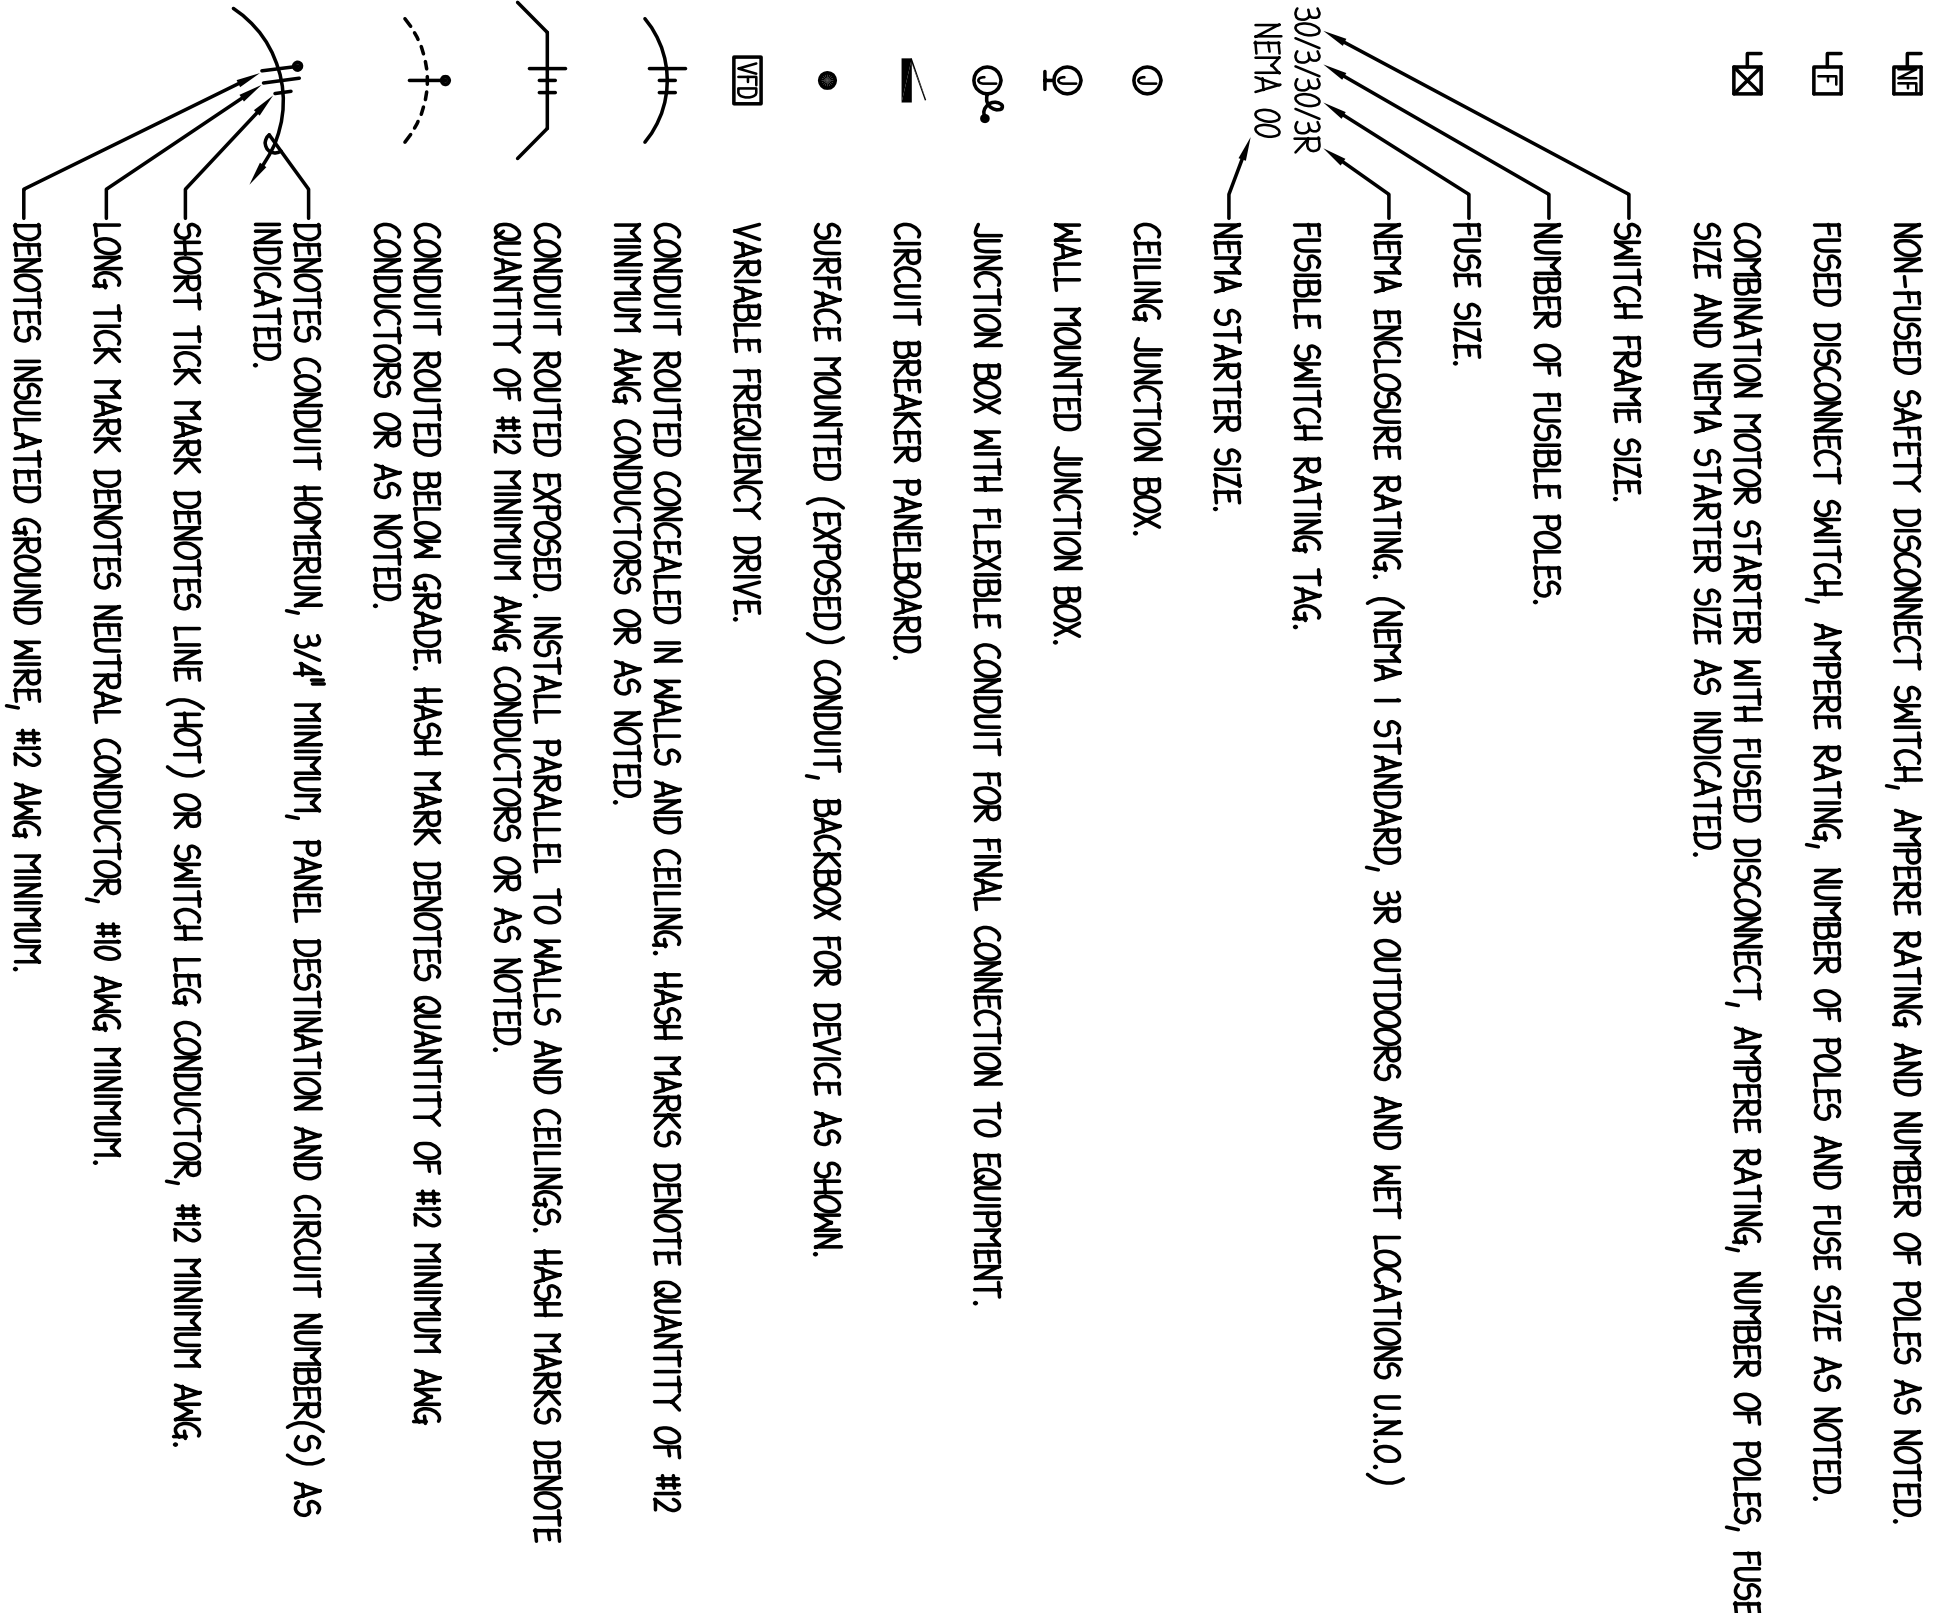 NF NON-FUSED SAFETY DISCONNECT SWITCH, AMPERE RATING AND NUMBER OF POLES AS NOTED.
F FUSED DISCONNECT SWITCH, AMPERE RATING, NUMBER OF POLES AND FUSE SIZE AS NOTED.
COMBINATION MOTOR STARTER WITH FUSED DISCONNECT, AMPERE RATING, NUMBER OF POLES, FUSE
SIZE AND NEMA STARTER SIZE AS INDICATED.
SWITCH FRAME SIZE.
NUMBER OF FUSIBLE POLES.
FUSE SIZE.
NEMA ENCLOSURE RATING. (NEMA 1 STANDARD, 3R OUTDOORS AND WET LOCATIONS U.N.O.)
30/3/30/3R FUSIBLE SWITCH RATING TAG.
NEMA 00
NEMA STARTER SIZE.
J CEILING JUNCTION BOX.
J WALL MOUNTED JUNCTION BOX.
J JUNCTION BOX WITH FLEXIBLE CONDUIT FOR FINAL CONNECTION TO EQUIPMENT.
CIRCUIT BREAKER PANELBOARD.
SURFACE MOUNTED (EXPOSED) CONDUIT, BACKBOX FOR DEVICE AS SHOWN.
VFD VARIABLE FREQUENCY DRIVE.
CONDUIT ROUTED CONCEALED IN WALLS AND CEILING. HASH MARKS DENOTE QUANTITY OF #12
MINIMUM AWG CONDUCTORS OR AS NOTED.
CONDUIT ROUTED EXPOSED. INSTALL PARALLEL TO WALLS AND CEILINGS. HASH MARKS DENOTE
QUANTITY OF #12 MINIMUM AWG CONDUCTORS OR AS NOTED.
CONDUIT ROUTED BELOW GRADE. HASH MARK DENOTES QUANTITY OF #12 MINIMUM AWG
CONDUCTORS OR AS NOTED.
DENOTES CONDUIT HOMERUN, 3/4" MINIMUM, PANEL DESTINATION AND CIRCUIT NUMBER(S) AS
INDICATED.
SHORT TICK MARK DENOTES LINE (HOT) OR SWITCH LEG CONDUCTOR, #12 MINIMUM AWG.
LONG TICK MARK DENOTES NEUTRAL CONDUCTOR, #10 AWG MINIMUM.
DENOTES INSULATED GROUND WIRE, #12 AWG MINIMUM.